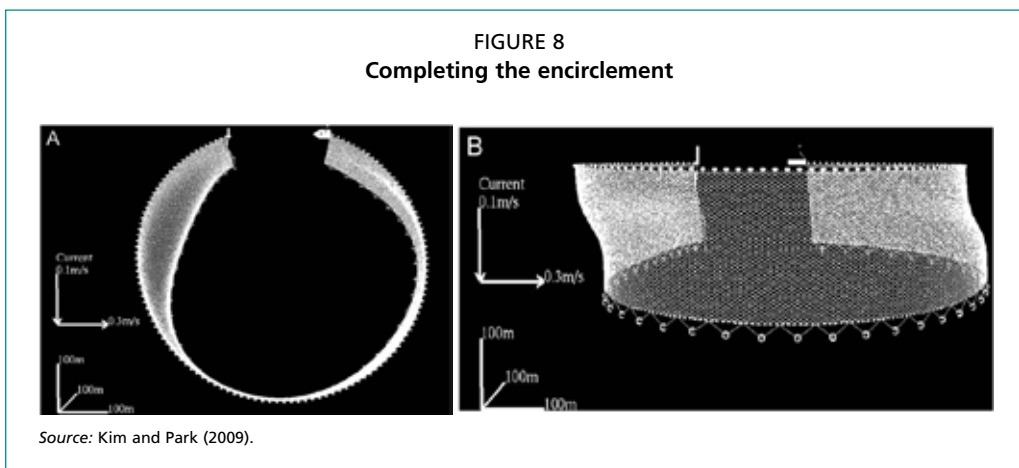 FIGURE 8
Completing the encirclement
A
Current
0.1m/s
0.3m/s
100m
100m
100m
B
Current
0.1m/s
0.3m/s
100m
100m
100m
Source: Kim and Park (2009).